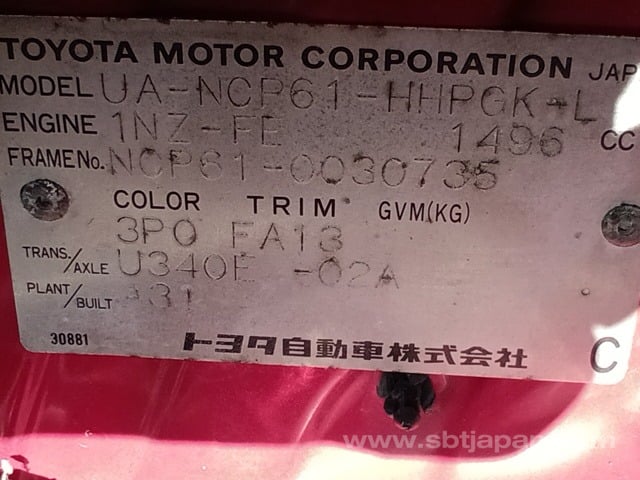 TOYOTA MOTOR CORPORATION JAP
MODEL UA-NCP61-HHPGK-L
ENGINE 1NZ-FE 1496 CC
FRAME No. NCP61-0030735
COLOR TRIM GVM(KG)
3P0 FA13
TRANS./AXLE U340E -02A
PLANT/BUILT A31
30881 トヨタ自動車株式会社 C
www.sbtjapan.com